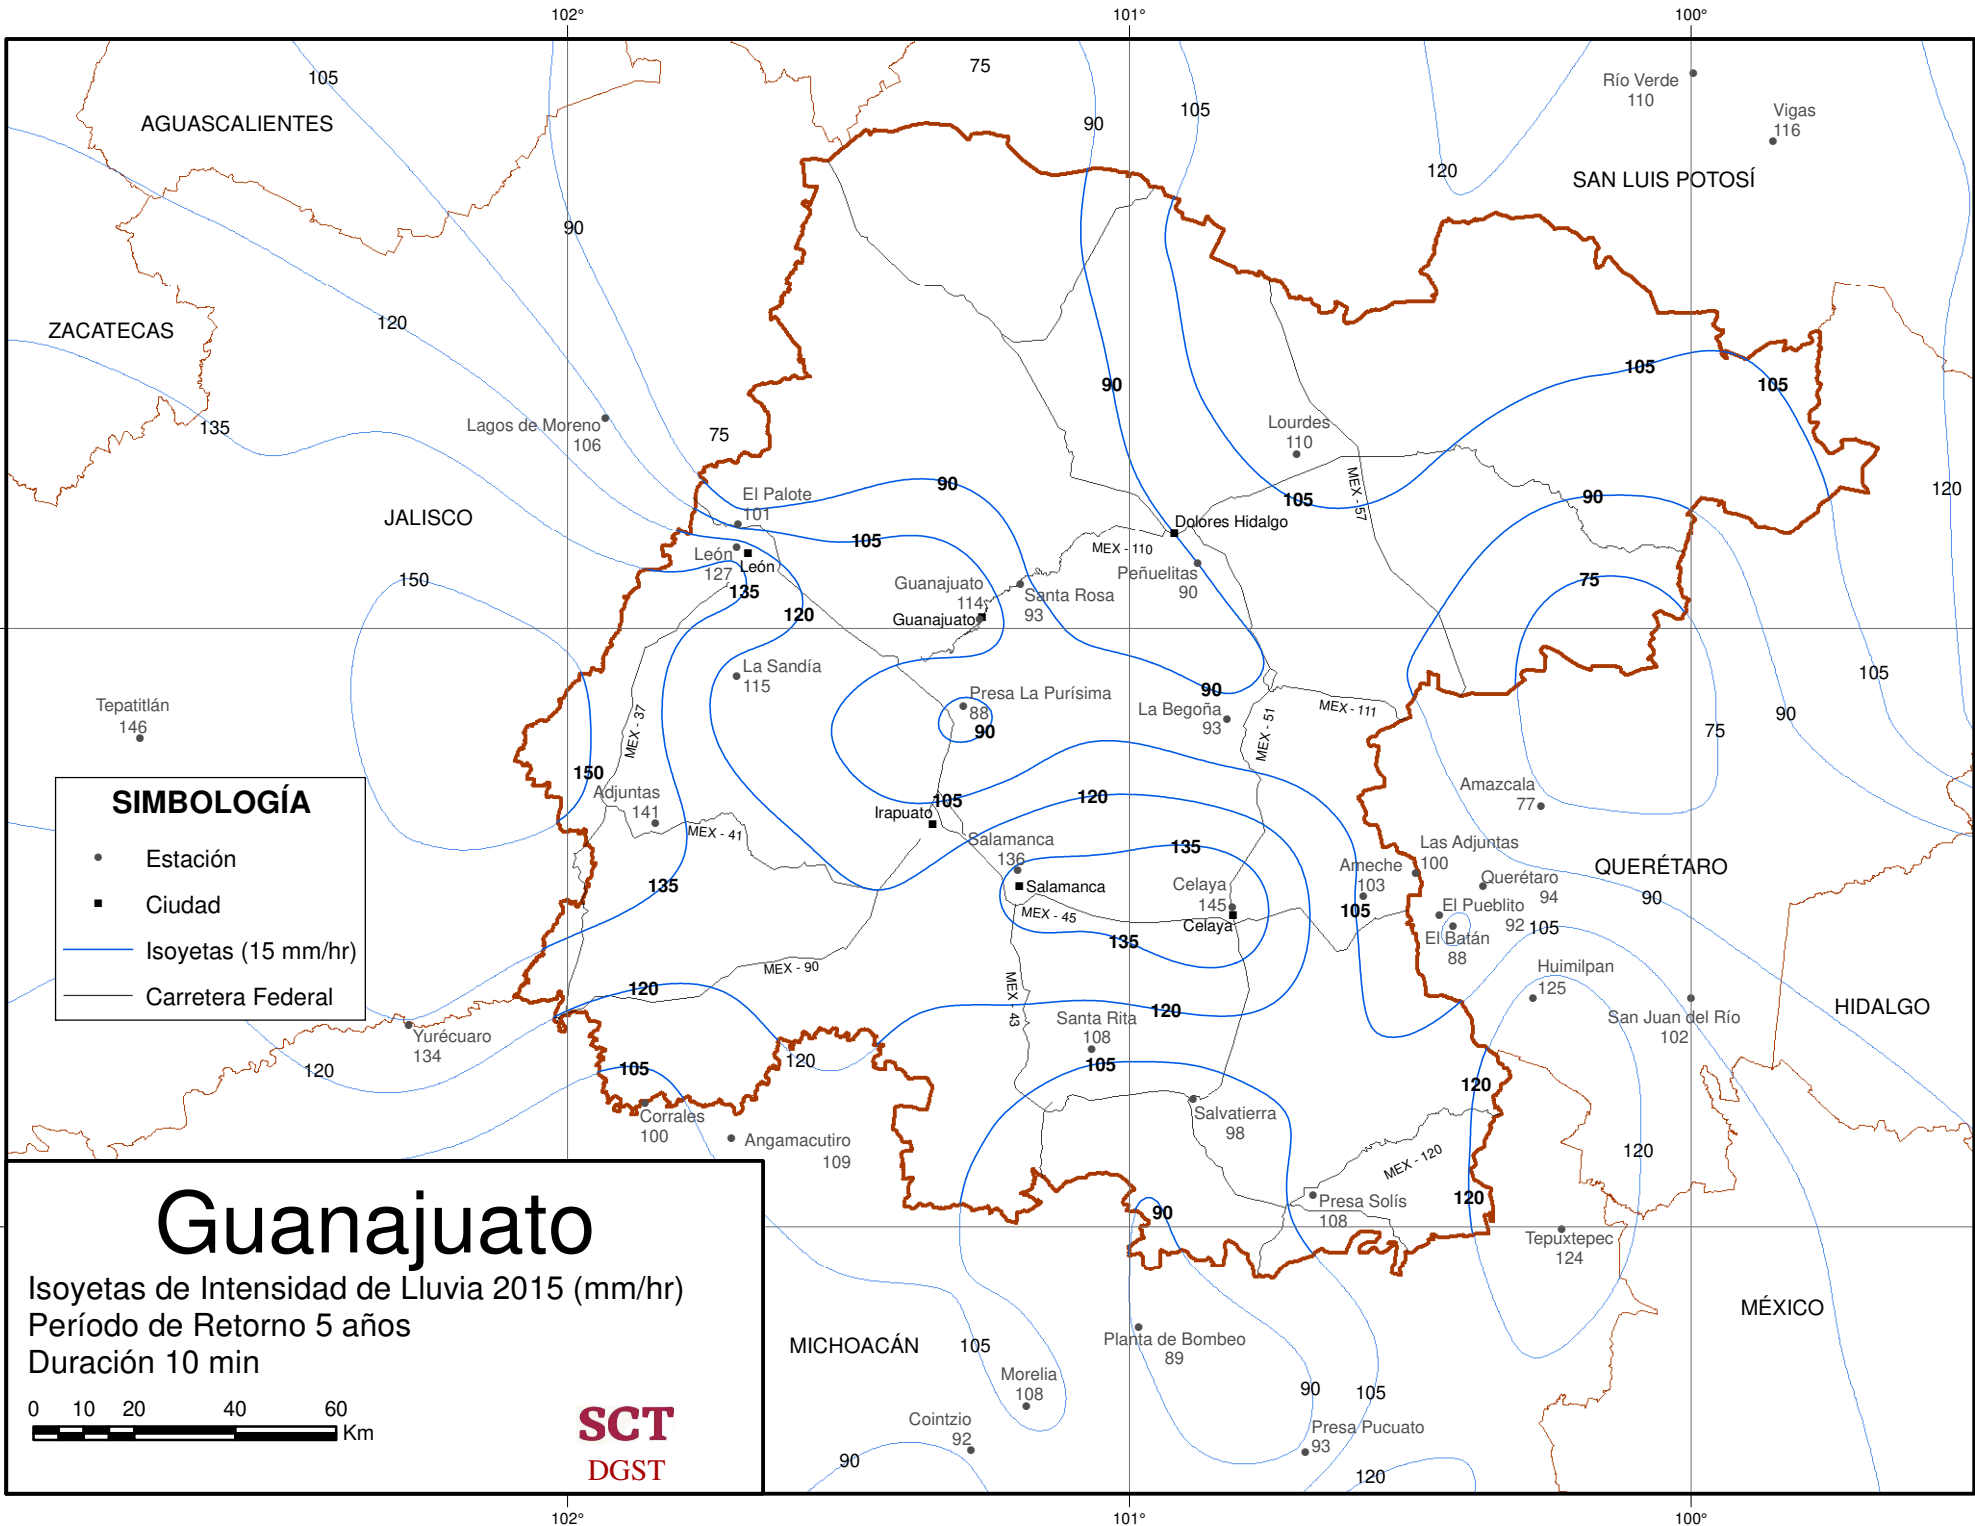 102°
101°
100°
105
75
Río Verde
110
AGUASCALIENTES
90
105
Vigas
116
120
SAN LUIS POTOSÍ
90
ZACATECAS
120
90
105
105
135
Lagos de Moreno
106
75
Lourdes
110
MEX - 57
90
El Palote
101
90
105
90
120
JALISCO
105
Dolores Hidalgo
MEX - 110
León
127
León
135
150
Guanajuato
114
Guanajuato
Santa Rosa
93
Peñuelitas
90
75
120
La Sandía
115
Presa La Purísima
88
90
90
La Begoña
93
MEX - 51
MEX - 111
105
90
75
Tepatitlán
146
MEX - 37
150
Adjuntas
141
MEX - 41
105
120
Irapuato
Amazcala
77
SIMBOLOGÍA
Estación
Ciudad
Isoyetas (15 mm/hr)
Carretera Federal
Salamanca
136
Salamanca
135
Celaya
145
Celaya
MEX - 45
135
135
Ameche
103
105
Las Adjuntas
100
QUERÉTARO
Querétaro
94
El Pueblito
92
El Batán
88
90
105
MEX - 90
120
MEX - 43
120
Huimilpan
125
San Juan del Río
102
HIDALGO
Yurécuaro
134
120
120
105
Santa Rita
108
105
120
Corrales
100
Angamacutiro
109
Salvatierra
98
MEX - 120
120
120
Presa Solís
108
90
Tepuxtepec
124
MÉXICO
Guanajuato
Isoyetas de Intensidad de Lluvia 2015 (mm/hr)
Período de Retorno 5 años
Duración 10 min
0 10 20 40 60
Km
SCT
DGST
MICHOACÁN
105
Planta de Bombeo
89
Morelia
108
90
105
Cointzio
92
Presa Pucuato
93
90
120
102°
101°
100°